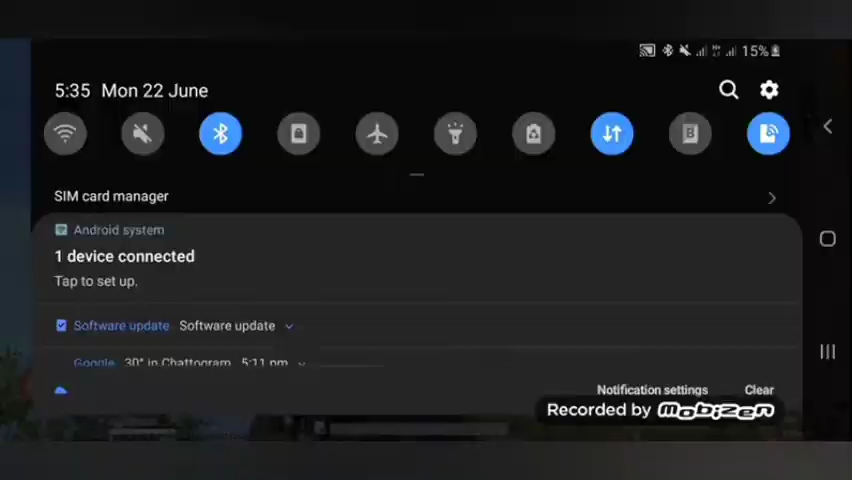 15%
5:35 Mon 22 June
SIM card manager
Android system
1 device connected
Tap to set up.
Software update Software update
Google 30° in Chattogram 5:11 pm
Notification settings Clear
Recorded by Mobizen